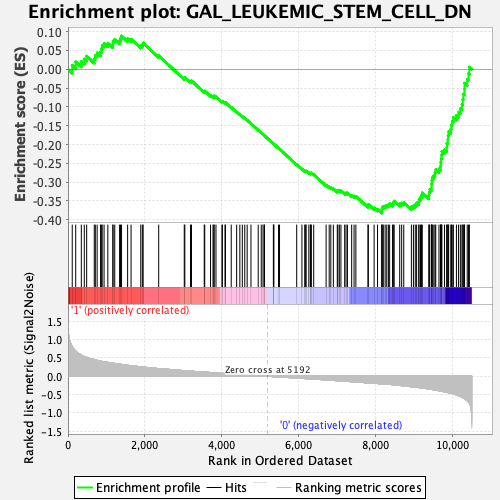 Enrichment plot: GAL_LEUKEMIC_STEM_CELL_DN
Enrichment score (ES)
0.10
0.05
0.00
-0.05
-0.10
-0.15
-0.20
-0.25
-0.30
-0.35
-0.40
'1' (positively correlated)
Ranked list metric (Signal2Noise)
1.5
1.0
0.5
0.0
-0.5
-1.0
-1.5
Zero cross at 5192
'0' (negatively correlated)
0
2,000
4,000
6,000
8,000
10,000
Rank in Ordered Dataset
Enrichment profile
Hits
Ranking metric scores